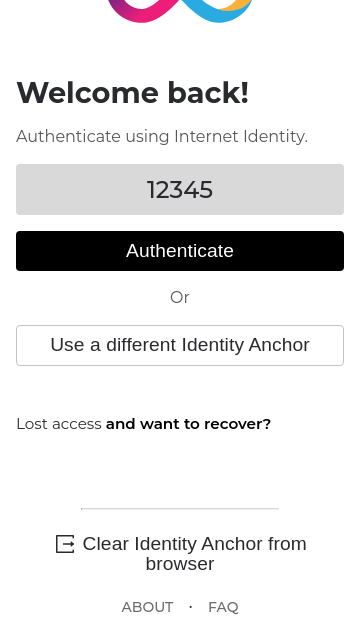 Welcome back!
Authenticate using Internet Identity.
12345
Authenticate
Or
Use a different Identity Anchor
Lost access and want to recover?
Clear Identity Anchor from
browser
ABOUT · FAQ